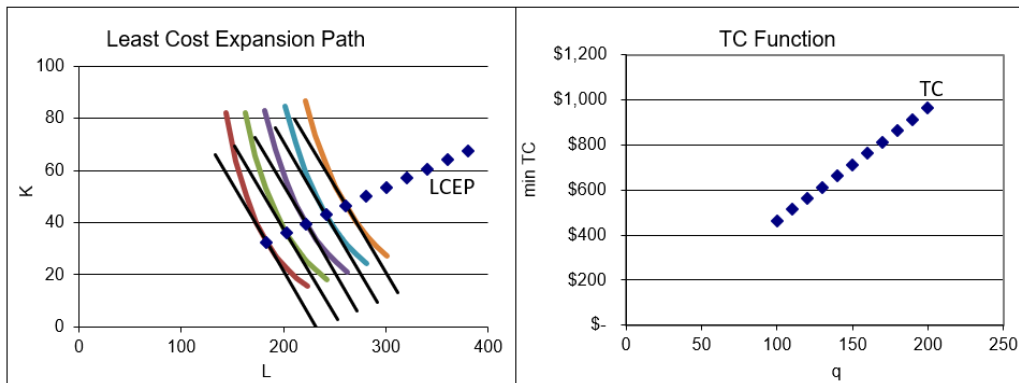 Least Cost Expansion Path
100
80
60
40
20
0
K
LCEP
0 100 200 300 400
L
TC Function
$1,200
$1,000
$800
$600
$400
$200
$-
min TC
TC
0 50 100 150 200 250
q